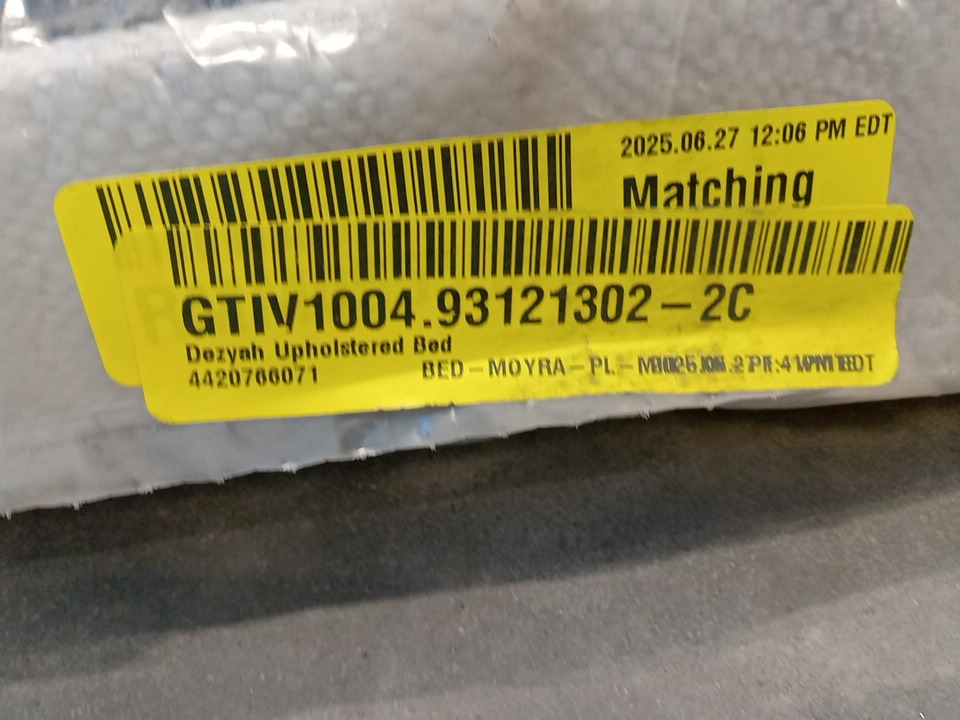 2025.06.27 12:06 PM EDT
Matching
GTIV1004.93121302-2C
Dezyah Upholstered Bed
4420766071
BED-MOYRA-PL-